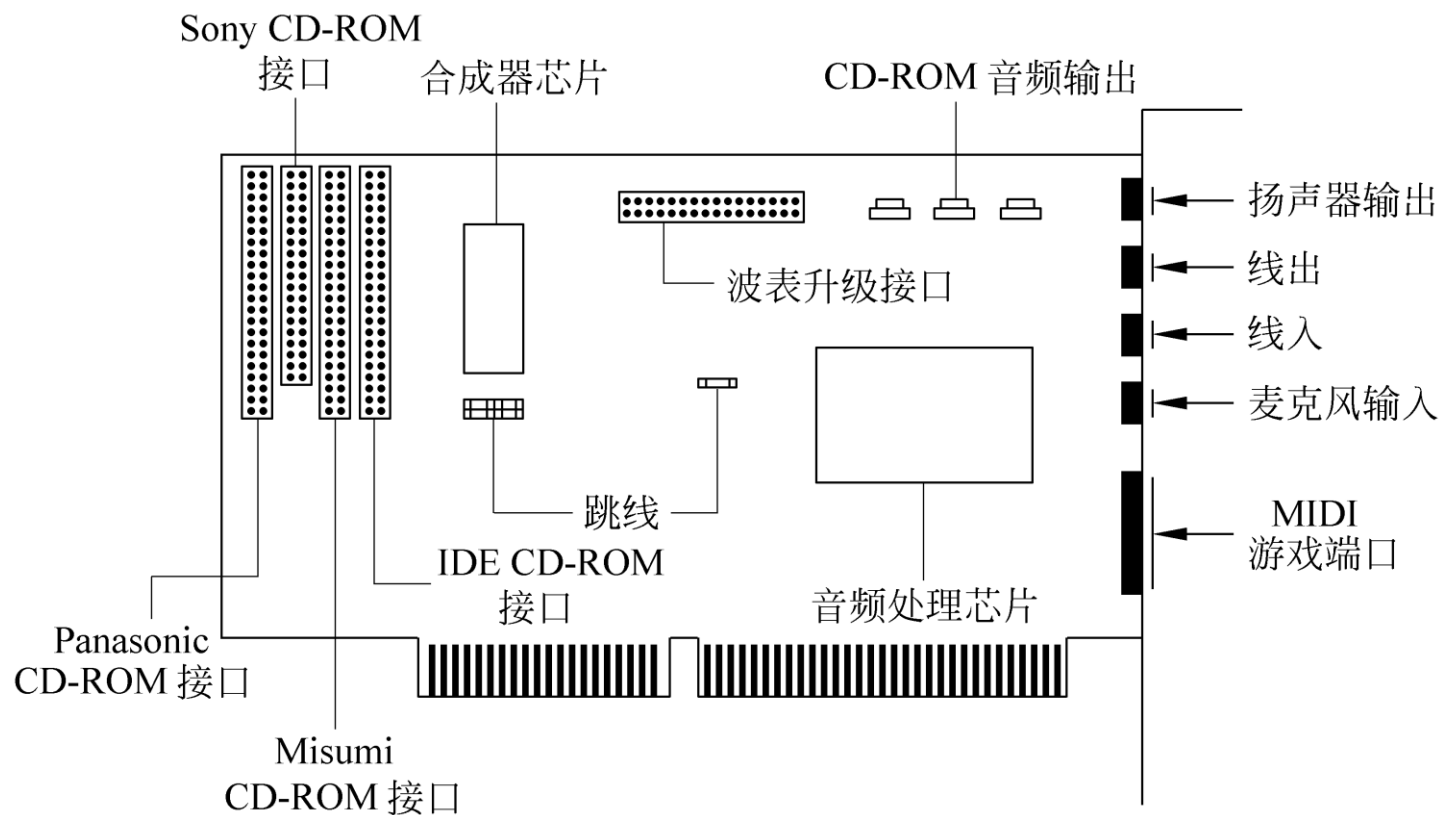 Sony CD-ROM
接口
合成器芯片
CD-ROM 音频输出
扬声器输出
线出
波表升级接口
线入
麦克风输入
跳线
MIDI
游戏端口
IDE CD-ROM
接口
音频处理芯片
Panasonic
CD-ROM 接口
Misumi
CD-ROM 接口